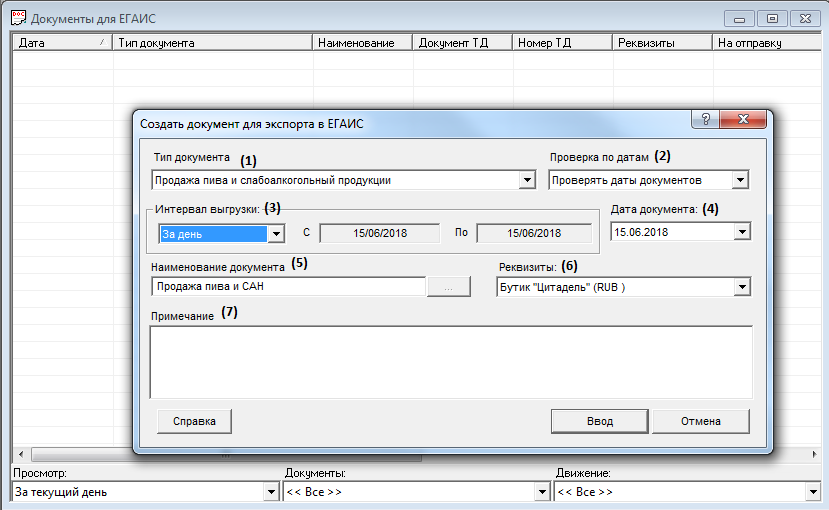 Документы для ЕГАИС
Дата Тип документа Наименование Документ ТД Номер ТД Реквизиты На отправку
Создать документ для экспорта в ЕГАИС
Тип документа (1) Проверка по датам (2)
Продажа пива и слабоалкогольный продукции Проверять даты документов
Интервал выгрузки: (3) Дата документа: (4)
За день С 15/06/2018 По 15/06/2018 15.06.2018
Наименование документа (5) Реквизиты: (6)
Продажа пива и САН ... Бутик "Цитадель" (RUB )
Примечание (7)
Справка Ввод Отмена
Просмотр: Документы: Движение:
За текущий день << Все >> << Все >>